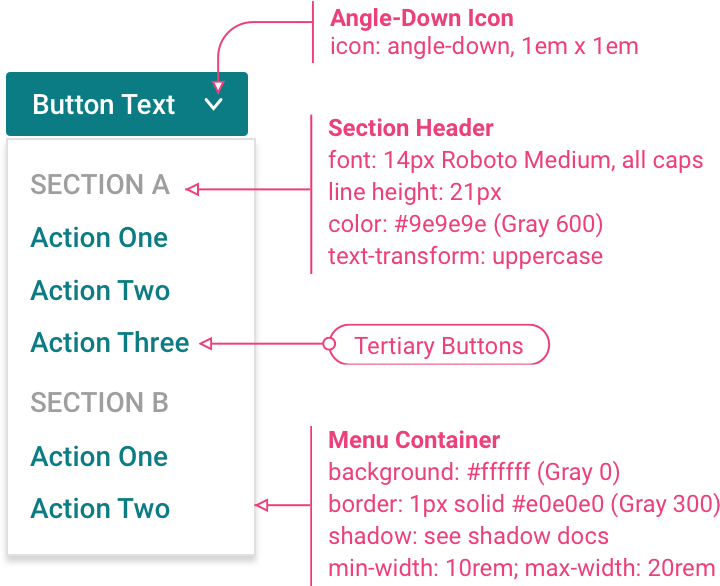 Angle-Down Icon
icon: angle-down, 1em x 1em
Button Text
Section Header
font: 14px Roboto Medium, all caps
line height: 21px
color: #9e9e9e (Gray 600)
text-transform: uppercase
SECTION A
Action One
Action Two
Action Three
Tertiary Buttons
SECTION B
Action One
Action Two
Menu Container
background: #ffffff (Gray 0)
border: 1px solid #e0e0e0 (Gray 300)
shadow: see shadow docs
min-width: 10rem; max-width: 20rem